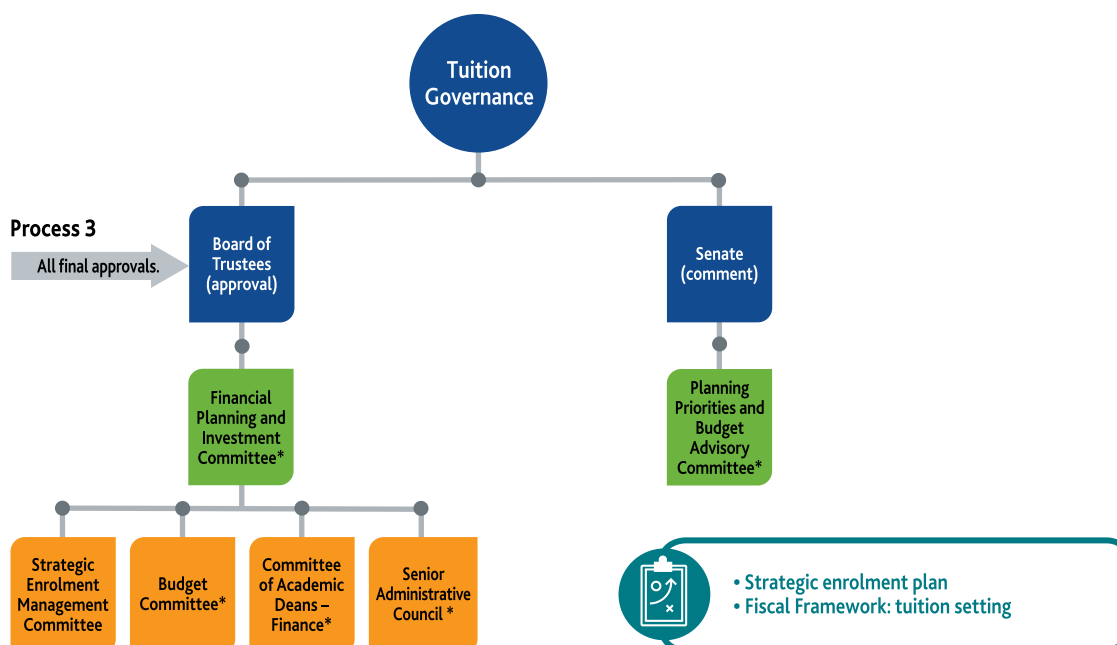 Tuition
Governance
Process 3
All final approvals.
Board of
Trustees
(approval)
Senate
(comment)
Financial
Planning and
Investment
Committee*
Planning
Priorities and
Budget
Advisory
Committee*
Strategic
Enrolment
Management
Committee
Budget
Committee*
Committee
of Academic
Deans –
Finance*
Senior
Administrative
Council *
• Strategic enrolment plan
• Fiscal Framework: tuition setting